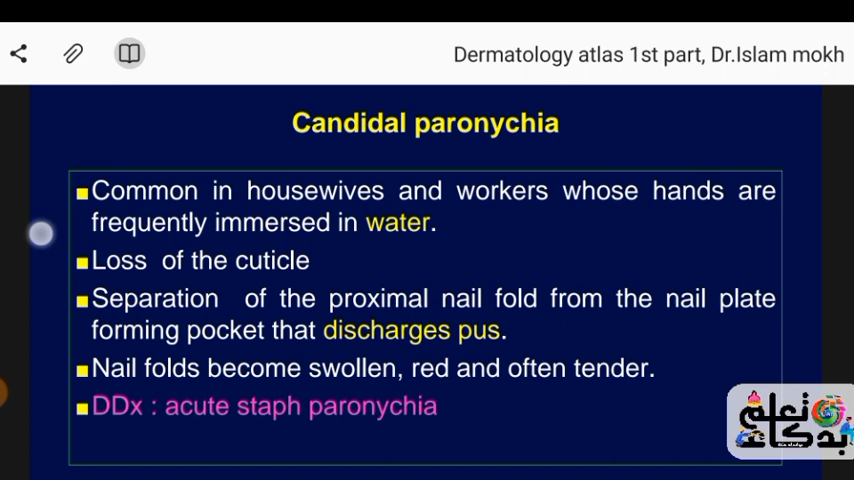 Dermatology atlas 1st part, Dr.Islam mokh
Candidal paronychia
Common in housewives and workers whose hands are
frequently immersed in water.
Loss of the cuticle
Separation of the proximal nail fold from the nail plate
forming pocket that discharges pus.
Nail folds become swollen, red and often tender.
DDx : acute staph paronychia
تعلم
بذكاء